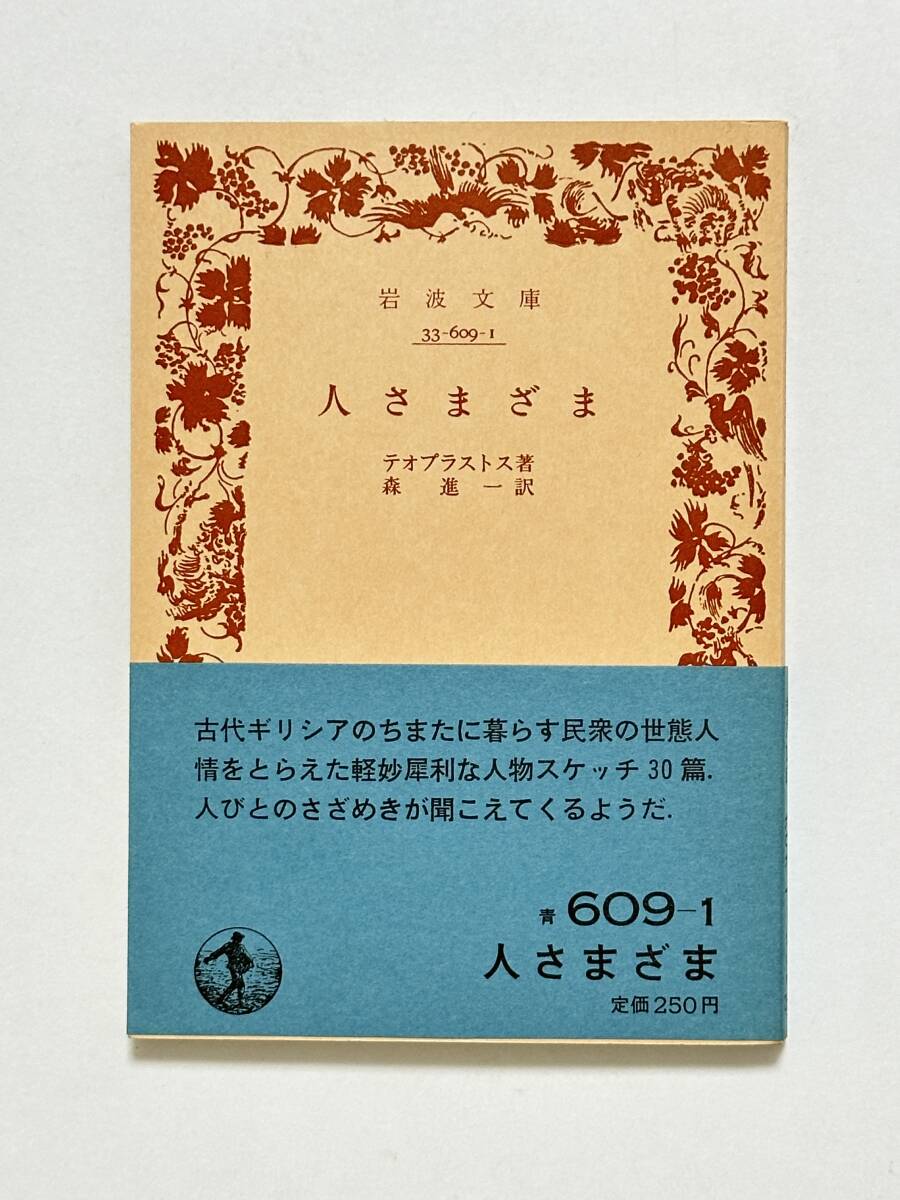 岩波文庫
33-609-1
人さまざま
テオプラストス著
森進一訳
古代ギリシアのちまたに暮らす民衆の世態人
情をとらえた軽妙犀利な人物スケッチ30篇.
人びとのさざめきが聞こえてくるようだ.
青 609-1
人さまざま
定価250円